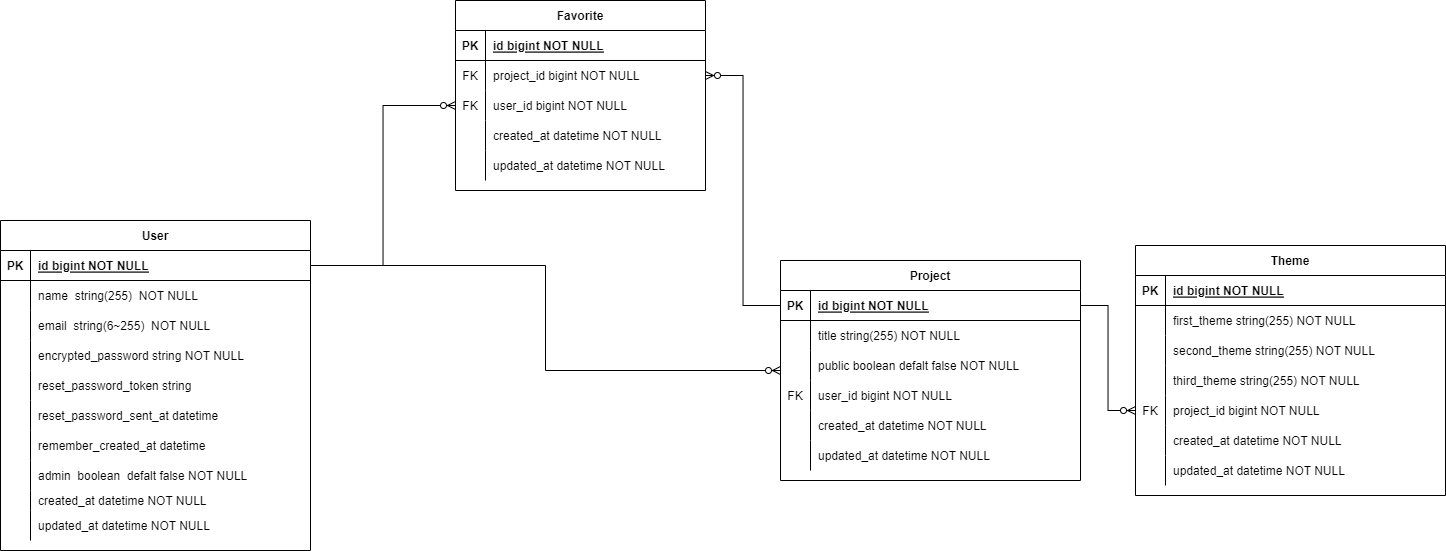 Favorite
PK id bigint NOT NULL
FK project_id bigint NOT NULL
FK user_id bigint NOT NULL
created_at datetime NOT NULL
updated_at datetime NOT NULL
User
PK id bigint NOT NULL
name string(255) NOT NULL
email string(6~255) NOT NULL
encrypted_password string NOT NULL
reset_password_token string
reset_password_sent_at datetime
remember_created_at datetime
admin boolean defalt false NOT NULL
created_at datetime NOT NULL
updated_at datetime NOT NULL
Project
PK id bigint NOT NULL
title string(255) NOT NULL
public boolean defalt false NOT NULL
FK user_id bigint NOT NULL
created_at datetime NOT NULL
updated_at datetime NOT NULL
Theme
PK id bigint NOT NULL
first_theme string(255) NOT NULL
second_theme string(255) NOT NULL
third_theme string(255) NOT NULL
FK project_id bigint NOT NULL
created_at datetime NOT NULL
updated_at datetime NOT NULL